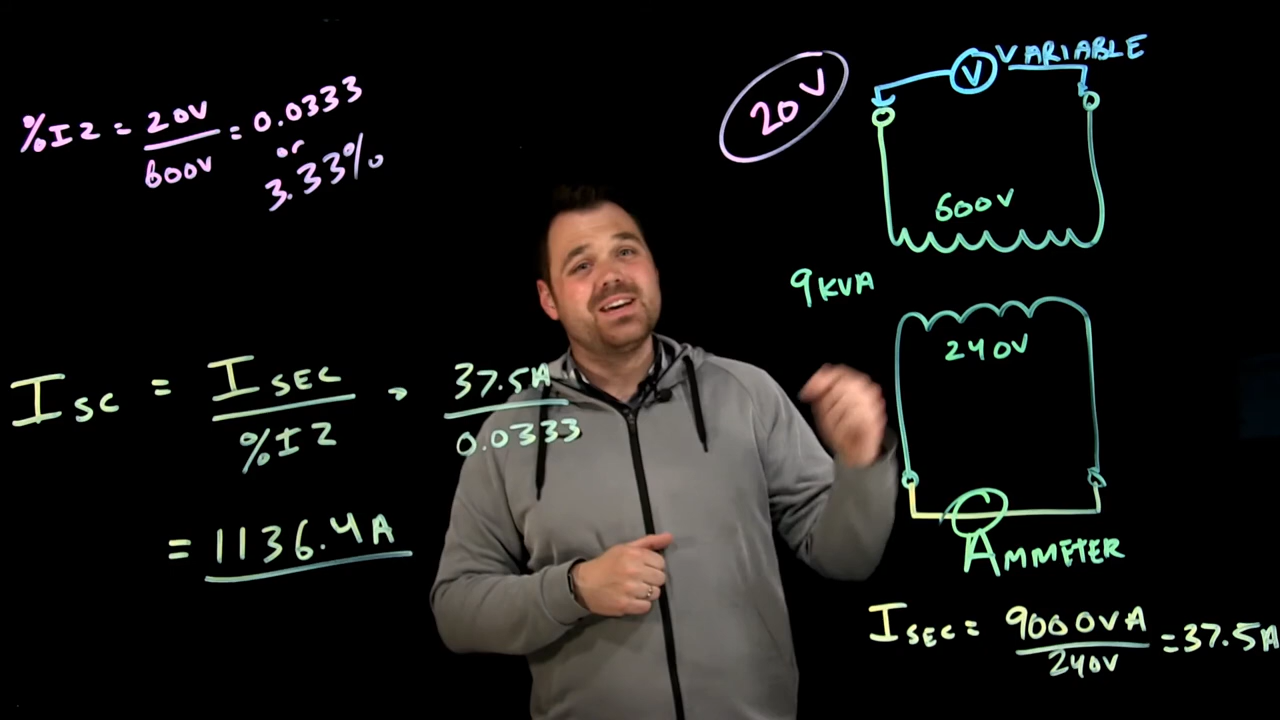 %IZ = 20V / 600V = 0.0333
or
3.33%
20V
V VARIABLE
600V
9KVA
240V
AMMETER
ISEC = 9000VA / 240V = 37.5A
ISC = ISEC / %IZ , 37.5A / 0.0333
= 1136.4A